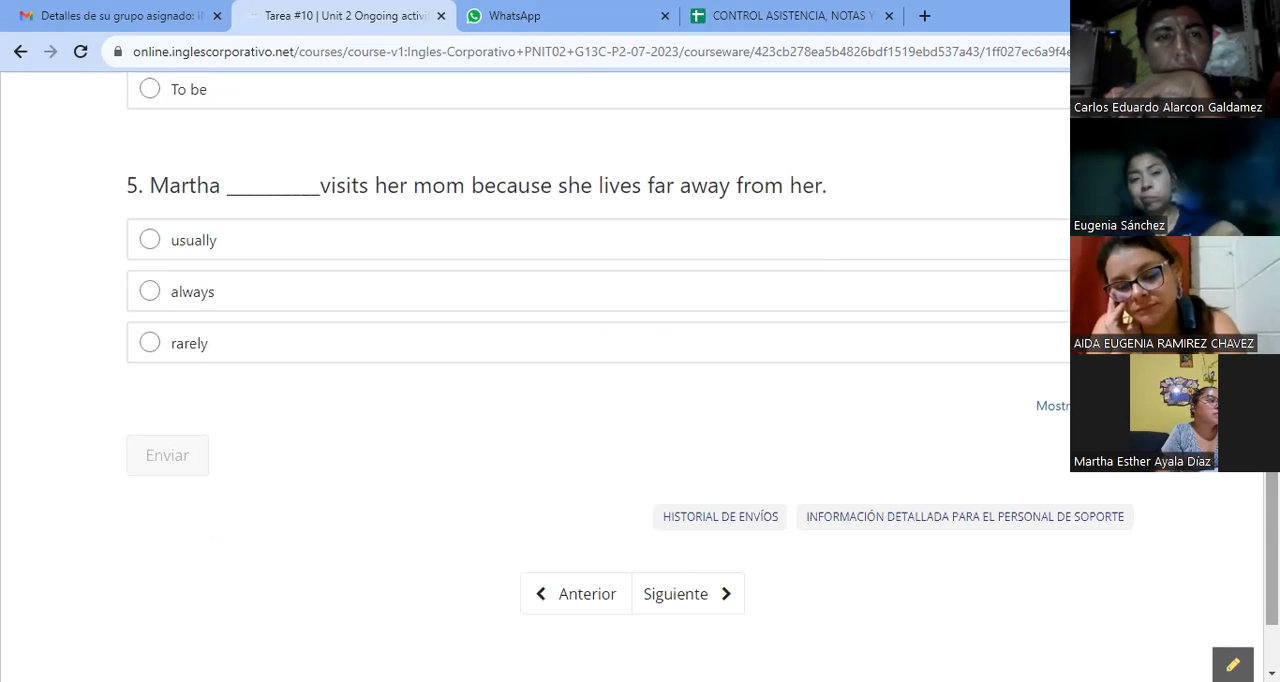 Detalles de su grupo asignado: I
Tarea #10 | Unit 2 Ongoing activi
WhatsApp
CONTROL ASISTENCIA, NOTAS Y
online.inglescorporativo.net/courses/course-v1:Ingles-Corporativo+PNIT02+G13C-P2-07-2023/courseware/423cb278ea5b4826bdf1519ebd537a43/1ff027ec6a9f4e
To be
5. Martha __________visits her mom because she lives far away from her.
usually
always
rarely
Mostr
Enviar
HISTORIAL DE ENVÍOS
INFORMACIÓN DETALLADA PARA EL PERSONAL DE SOPORTE
Anterior
Siguiente
Carlos Eduardo Alarcon Galdamez
Eugenia Sánchez
AIDA EUGENIA RAMIREZ CHAVEZ
Martha Esther Ayala Díaz